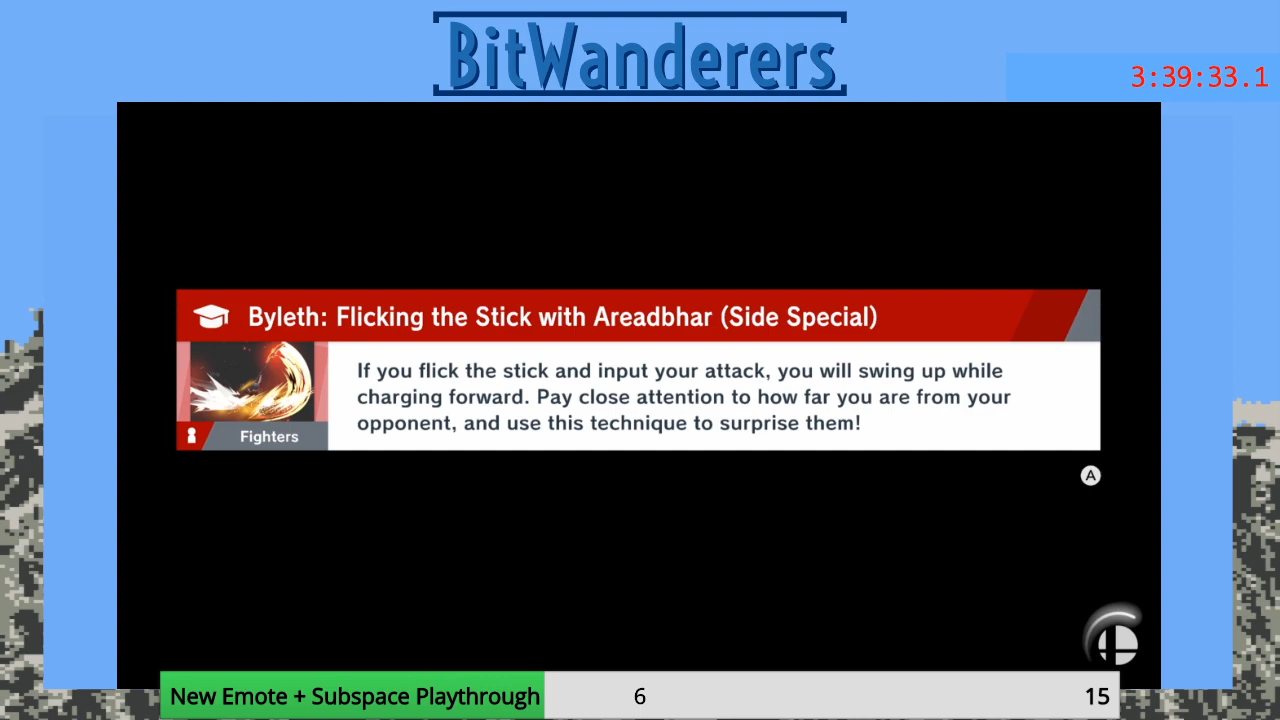 BitWanderers
3:39:33.1
Byleth: Flicking the Stick with Areadbhar (Side Special)
If you flick the stick and input your attack, you will swing up while
charging forward. Pay close attention to how far you are from your
opponent, and use this technique to surprise them!
Fighters
A
New Emote + Subspace Playthrough 6 15